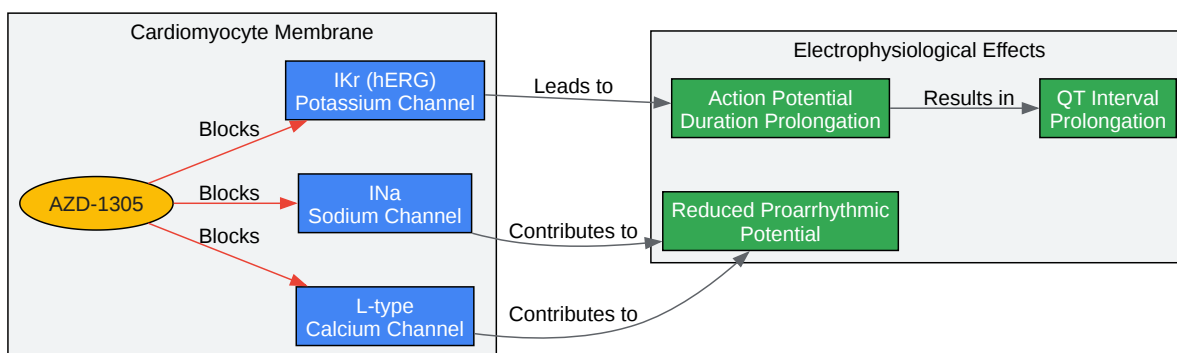 Cardiomyocyte Membrane
AZD-1305
Blocks
Blocks
Blocks
IKr (hERG)
Potassium Channel
INa
Sodium Channel
L-type
Calcium Channel
Leads to
Contributes to
Contributes to
Electrophysiological Effects
Action Potential
Duration Prolongation
Results in
QT Interval
Prolongation
Reduced Proarrhythmic
Potential